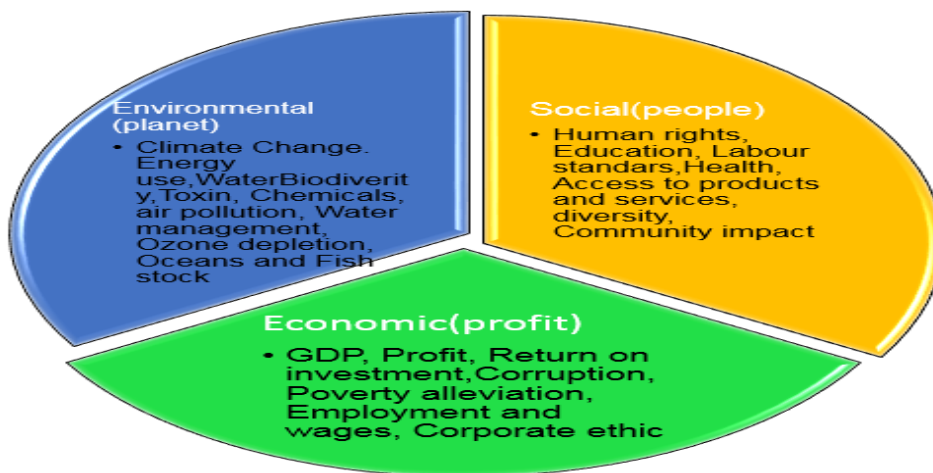 Environmental
(planet)
• Climate Change.
Energy
use,WaterBiodiverit
y,Toxin, Chemicals,
air pollution, Water
management,
Ozone depletion,
Oceans and Fish
stock
Social(people)
• Human rights,
Education, Labour
standars,Health,
Access to products
and services,
diversity,
Community impact
Economic(profit)
• GDP, Profit, Return on
investment,Corruption,
Poverty alleviation,
Employment and
wages, Corporate ethic